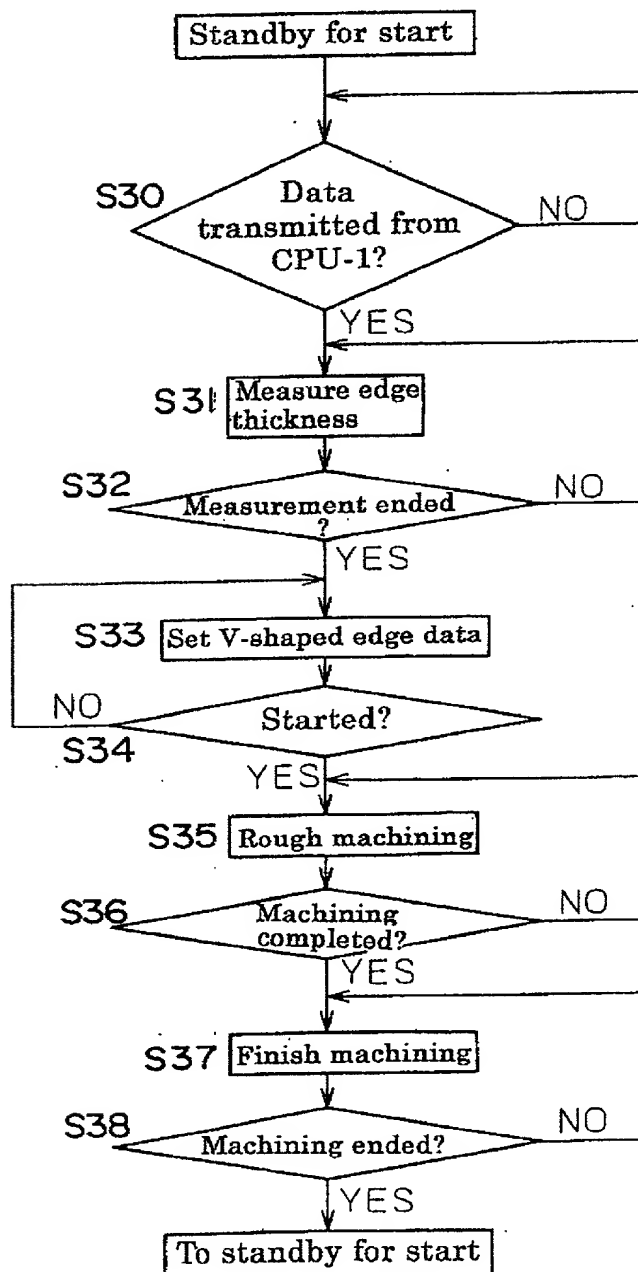 Standby for start
S30
Data
transmitted from
CPU-1?
NO
YES
S31
Measure edge
thickness
S32
Measurement ended
?
NO
YES
S33
Set V-shaped edge data
NO
S34
Started?
YES
S35
Rough machining
S36
Machining
completed?
NO
YES
S37
Finish machining
S38
Machining ended?
NO
YES
To standby for start